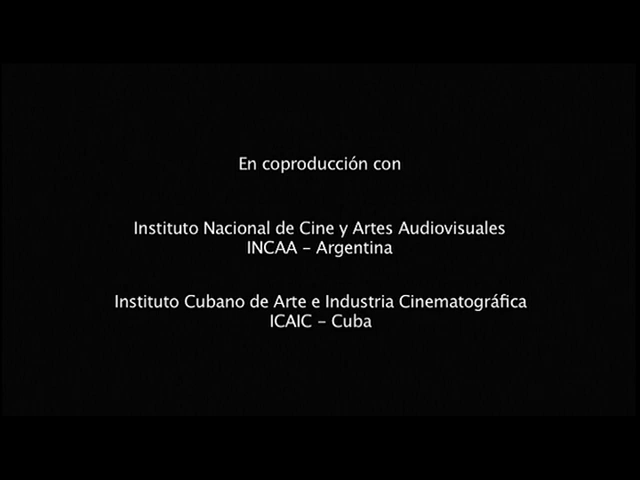 En coproducción con
Instituto Nacional de Cine y Artes Audiovisuales
INCAA - Argentina
Instituto Cubano de Arte e Industria Cinematográfica
ICAIC - Cuba